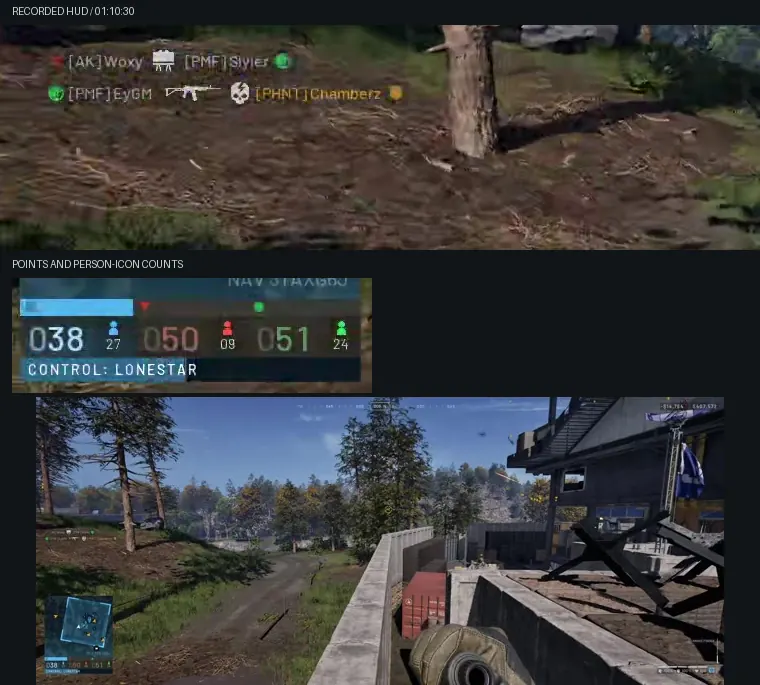 RECORDED HUD / 01:10:30
[AK]Woxy [PMF]Slyler
[PMF]EyGM [PHNT]Chamberz
POINTS AND PERSON-ICON COUNTS
038 27 050 09 051 24
CONTROL: LONESTAR